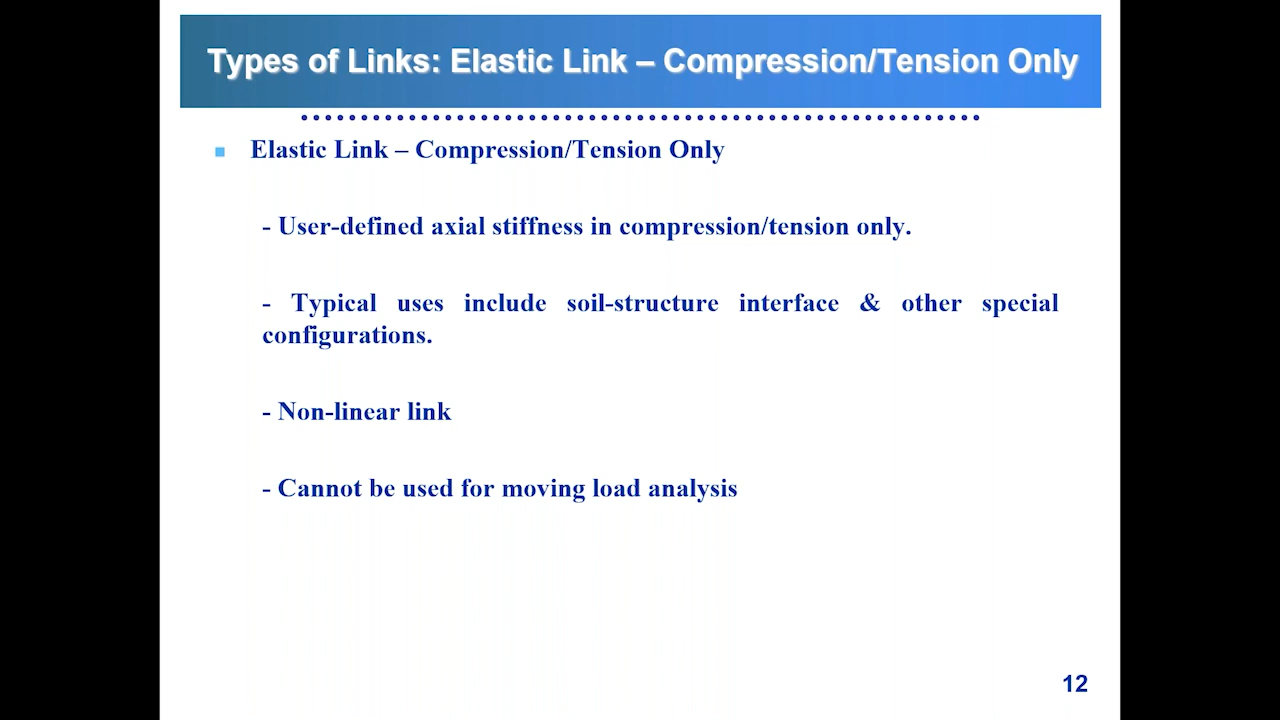 Types of Links: Elastic Link – Compression/Tension Only
Elastic Link – Compression/Tension Only
- User-defined axial stiffness in compression/tension only.
- Typical uses include soil-structure interface & other special
configurations.
- Non-linear link
- Cannot be used for moving load analysis
12